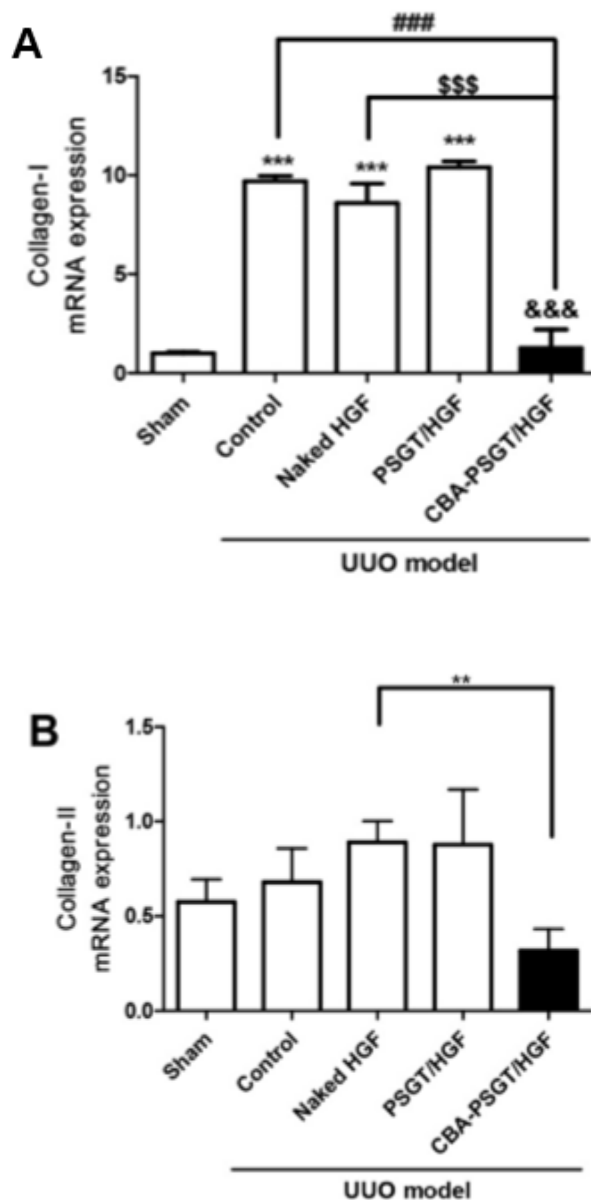 A
###
$$$
15
***
***
***
10
5
&&&
0
Collagen-I
mRNA expression
Sham
Control
Naked HGF
PSGT/HGF
CBA-PSGT/HGF
UUO model
B
**
1.5
1.0
0.5
0.0
Collagen-II
mRNA expression
Sham
Control
Naked HGF
PSGT/HGF
CBA-PSGT/HGF
UUO model